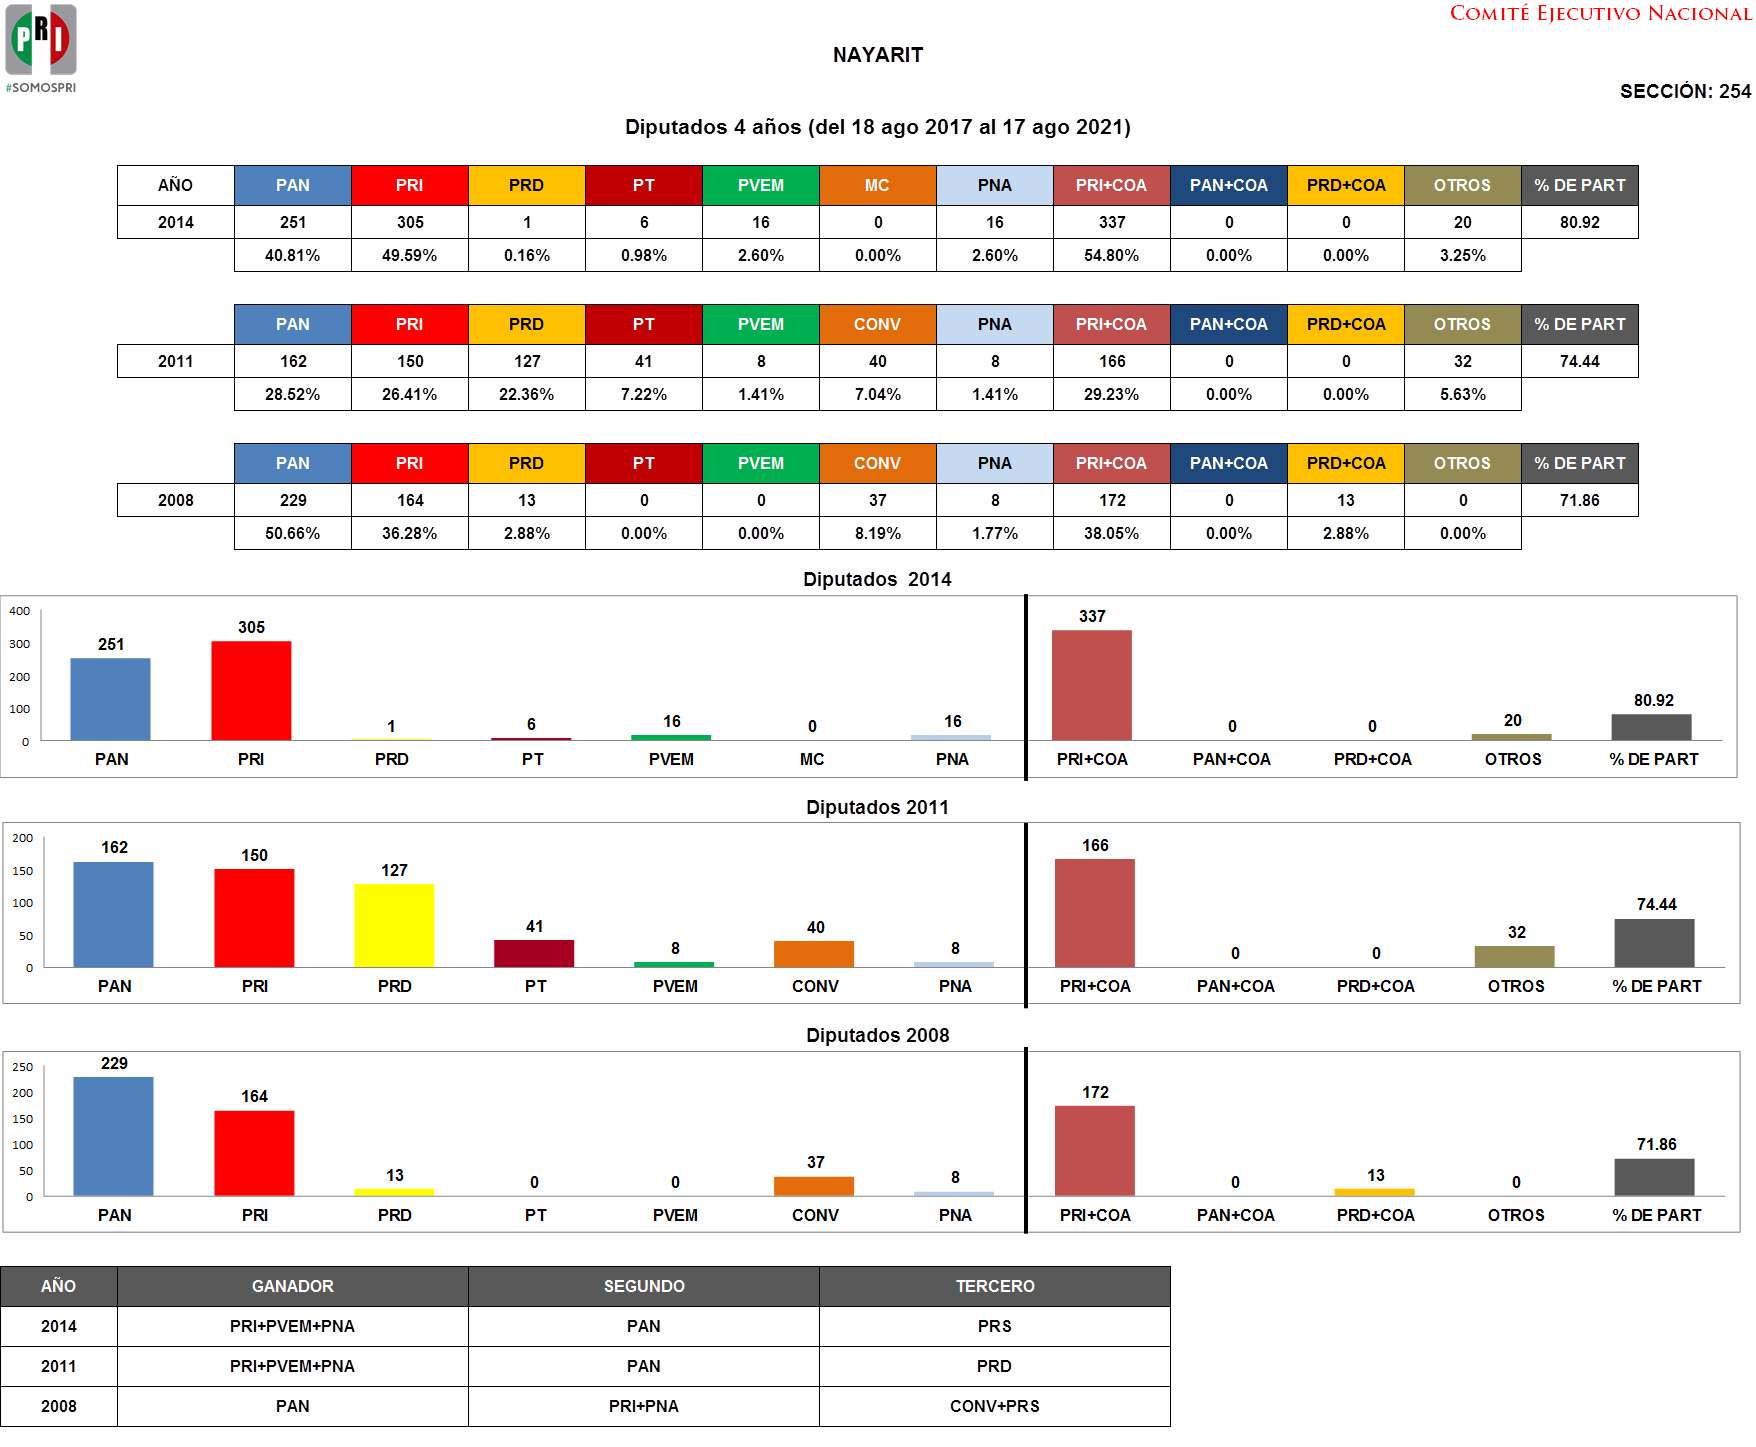 PRI
#SOMOSPRI
COMITÉ EJECUTIVO NACIONAL
NAYARIT
SECCIÓN: 254
Diputados 4 años (del 18 ago 2017 al 17 ago 2021)
AÑO PAN PRI PRD PT PVEM MC PNA PRI+COA PAN+COA PRD+COA OTROS % DE PART
2014 251 305 1 6 16 0 16 337 0 0 20 80.92
40.81% 49.59% 0.16% 0.98% 2.60% 0.00% 2.60% 54.80% 0.00% 0.00% 3.25%
PAN PRI PRD PT PVEM CONV PNA PRI+COA PAN+COA PRD+COA OTROS % DE PART
2011 162 150 127 41 8 40 8 166 0 0 32 74.44
28.52% 26.41% 22.36% 7.22% 1.41% 7.04% 1.41% 29.23% 0.00% 0.00% 5.63%
PAN PRI PRD PT PVEM CONV PNA PRI+COA PAN+COA PRD+COA OTROS % DE PART
2008 229 164 13 0 0 37 8 172 0 13 0 71.86
50.66% 36.28% 2.88% 0.00% 0.00% 8.19% 1.77% 38.05% 0.00% 2.88% 0.00%
Diputados 2014
400
300
200
100
0
251 305 1 6 16 0 16 337 0 0 20 80.92
PAN PRI PRD PT PVEM MC PNA PRI+COA PAN+COA PRD+COA OTROS % DE PART
Diputados 2011
200
150
100
50
0
162 150 127 41 8 40 8 166 0 0 32 74.44
PAN PRI PRD PT PVEM CONV PNA PRI+COA PAN+COA PRD+COA OTROS % DE PART
Diputados 2008
250
200
150
100
50
0
229 164 13 0 0 37 8 172 0 13 0 71.86
PAN PRI PRD PT PVEM CONV PNA PRI+COA PAN+COA PRD+COA OTROS % DE PART
AÑO GANADOR SEGUNDO TERCERO
2014 PRI+PVEM+PNA PAN PRS
2011 PRI+PVEM+PNA PAN PRD
2008 PAN PRI+PNA CONV+PRS